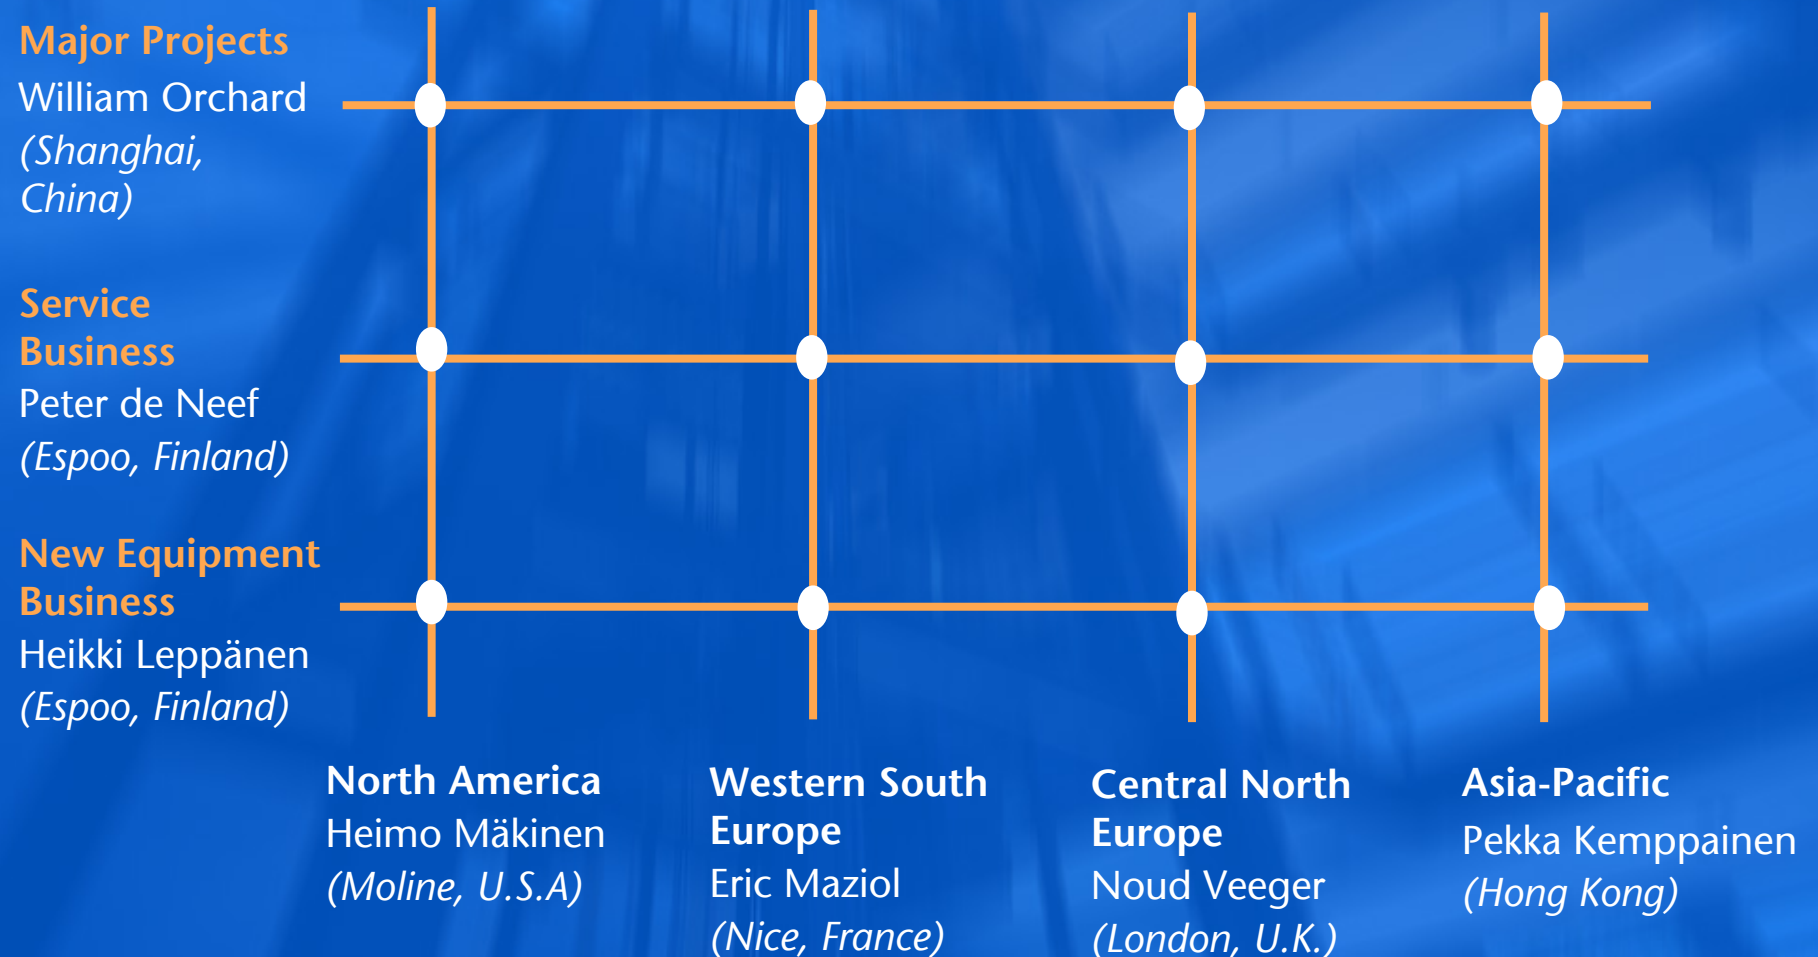 Major Projects
William Orchard
(Shanghai,
China)
Service
Business
Peter de Neef
(Espoo, Finland)
New Equipment
Business
Heikki Leppänen
(Espoo, Finland)
North America
Heimo Mäkinen
(Moline, U.S.A)
Western South
Europe
Eric Maziol
(Nice, France)
Central North
Europe
Noud Veeger
(London, U.K.)
Asia-Pacific
Pekka Kemppainen
(Hong Kong)